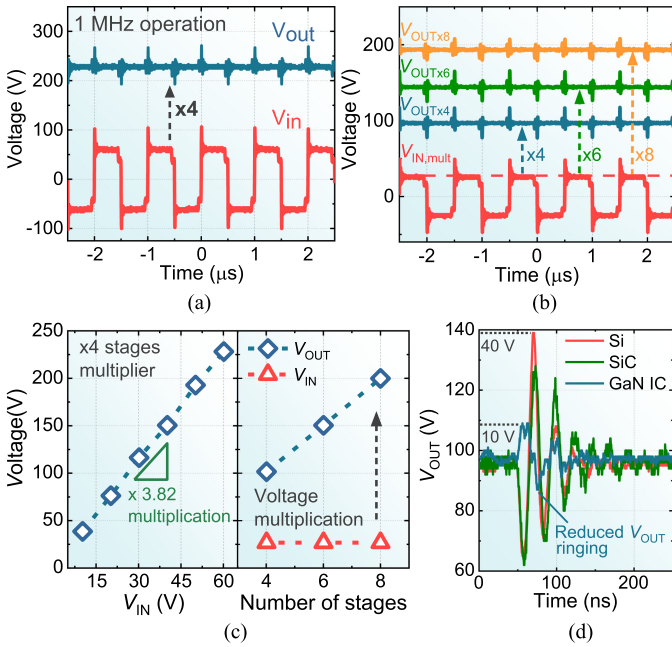 1 MHz operation
Vout
x4
Vin
Voltage (V)
300
200
100
0
-100
-2
-1
0
1
2
Time (µs)
(a)
VOUTx8
VOUTx6
VOUTx4
VIN,mult
x4
x6
x8
Voltage (V)
200
100
0
-2
-1
0
1
2
Time (µs)
(b)
x4 stages
multiplier
x 3.82
multiplication
Voltage(V)
250
200
150
100
50
0
15
30
45
60
VIN (V)
VOUT
VIN
Voltage
multiplication
4
6
8
Number of stages
(c)
Si
SiC
GaN IC
40 V
10 V
Reduced VOUT
ringing
VOUT (V)
140
120
100
80
60
0
100
200
Time (ns)
(d)